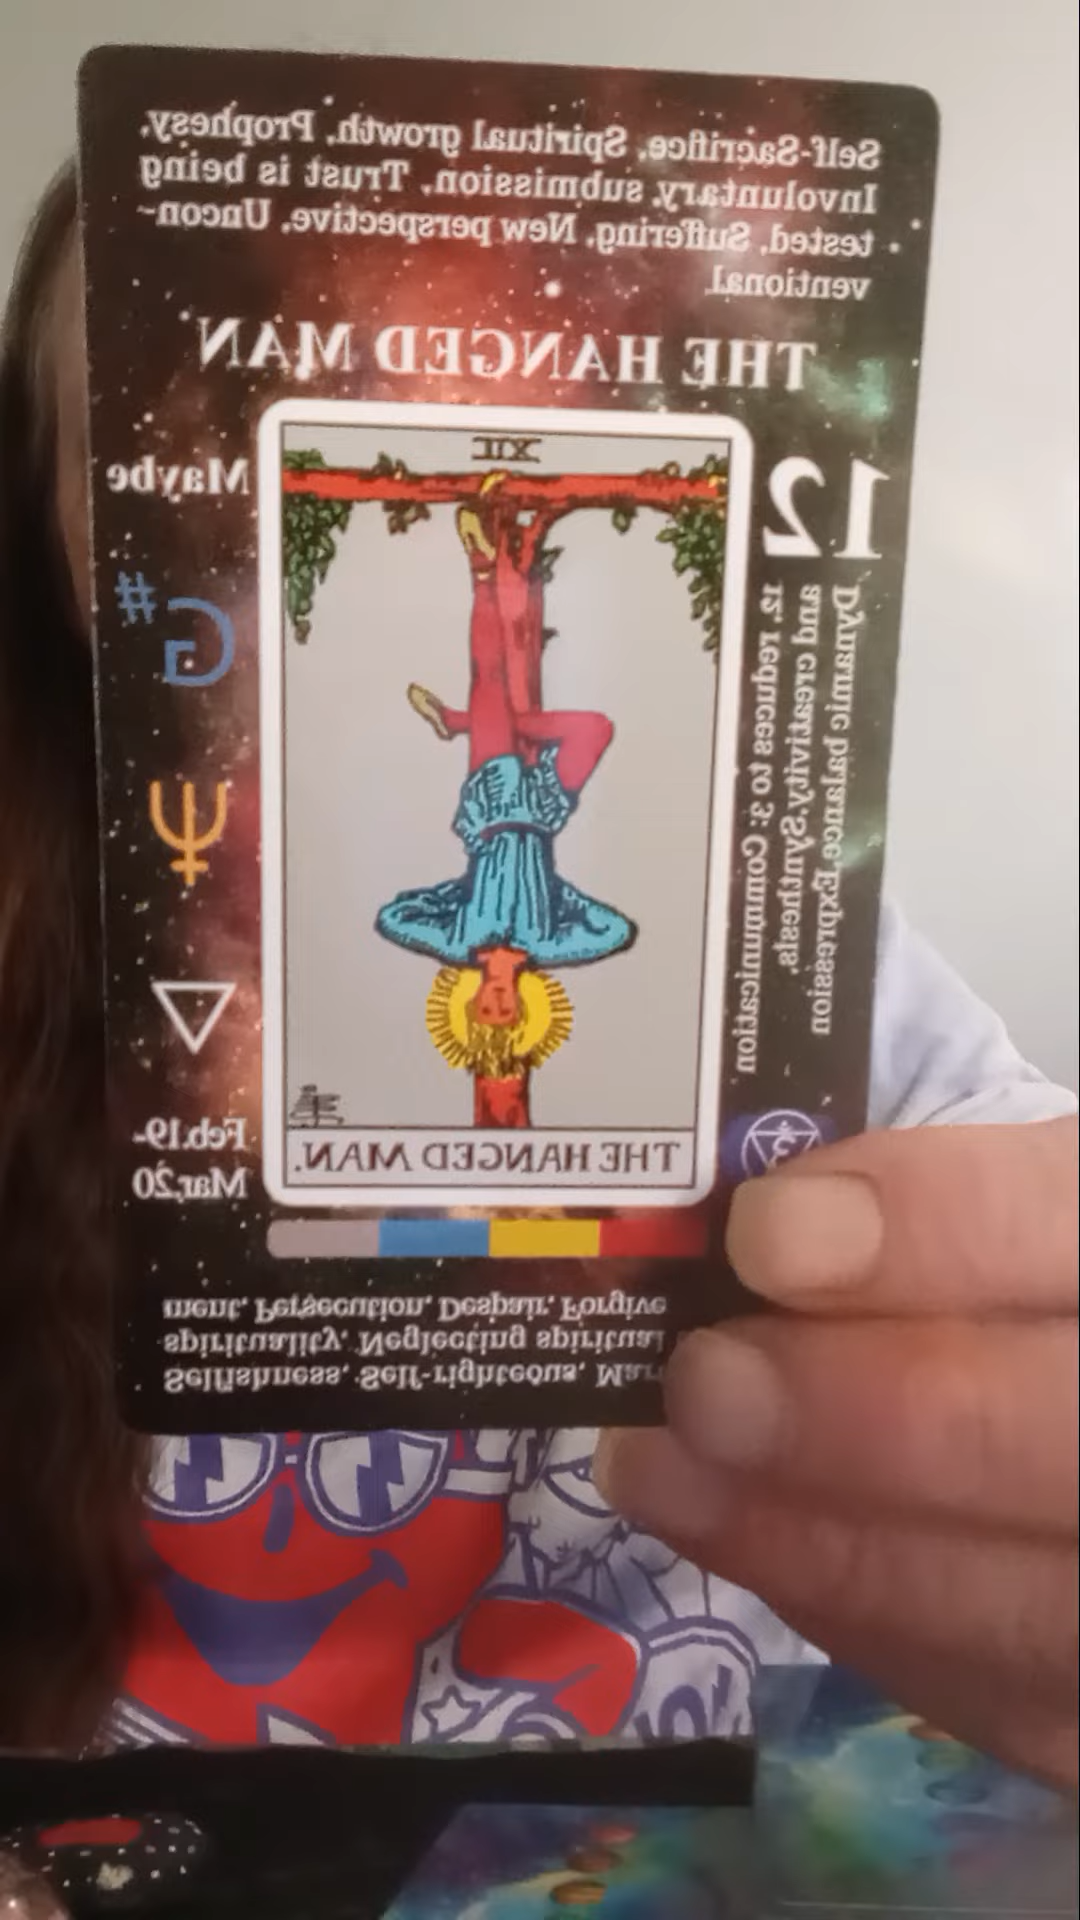 Self-Sacrifice. Spiritual growth. Prophesy.
Involuntary submission. Trust is being
tested. Suffering. New perspective. Uncon-
ventional.
THE HANGED MAN
12
Dynamic balance. Expression
and creativity. Synthesis.
12, reduces to 3: Communication
Maybe
G#
Feb.19-
Mar.20
XII
THE HANGED MAN.
Selfishness. Self-righteous.
spirituality. Neglecting spiritual
ment. Persecution. Despair. Forgive